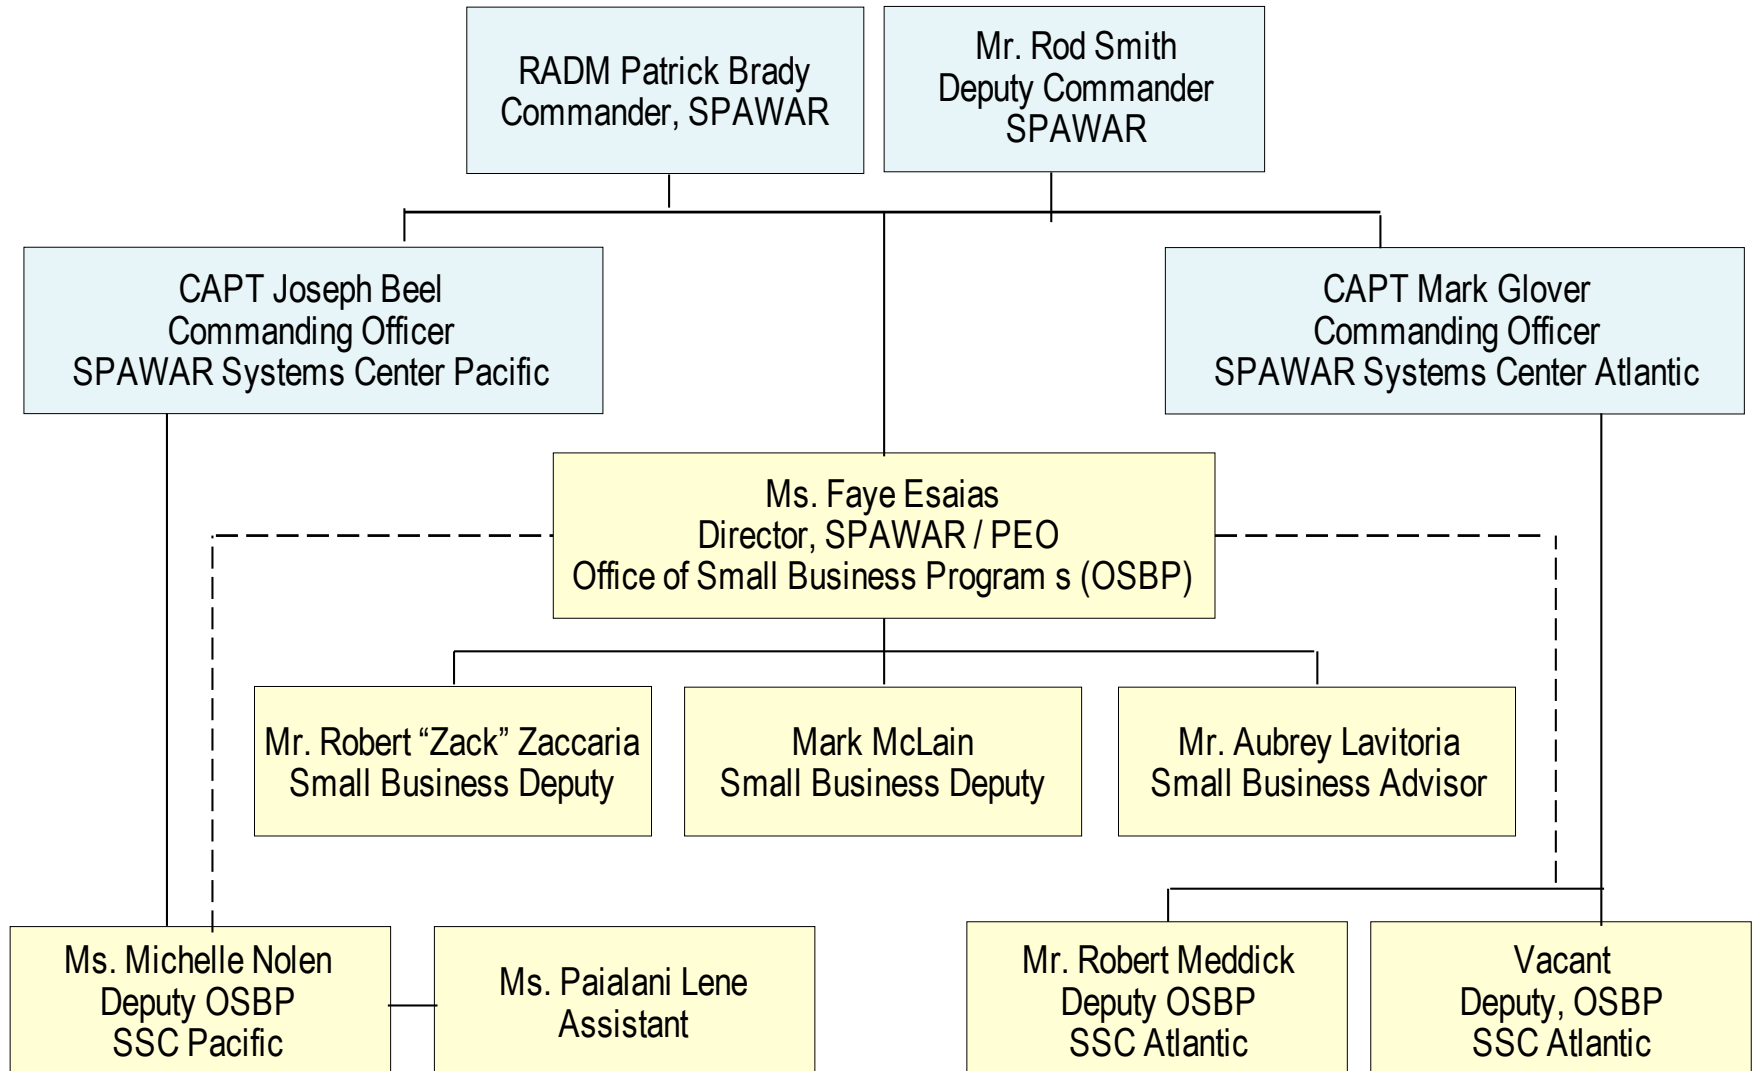 RADM Patrick Brady
Commander, SPAWAR
Mr. Rod Smith
Deputy Commander
SPAWAR
CAPT Joseph Beel
Commanding Officer
SPAWAR Systems Center Pacific
CAPT Mark Glover
Commanding Officer
SPAWAR Systems Center Atlantic
Ms. Faye Esaias
Director, SPAWAR / PEO
Office of Small Business Program s (OSBP)
Mr. Robert “Zack” Zaccaria
Small Business Deputy
Mark McLain
Small Business Deputy
Mr. Aubrey Lavitoria
Small Business Advisor
Ms. Michelle Nolen
Deputy OSBP
SSC Pacific
Ms. Paialani Lene
Assistant
Mr. Robert Meddick
Deputy OSBP
SSC Atlantic
Vacant
Deputy, OSBP
SSC Atlantic